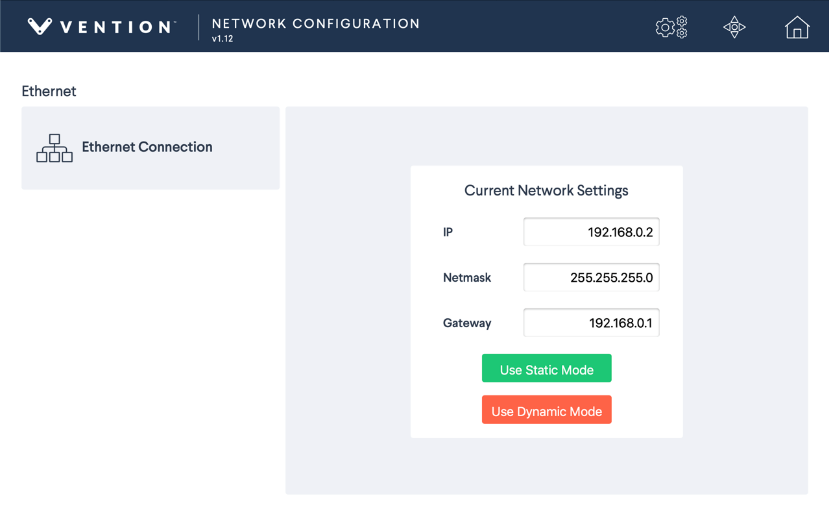 VENTION™
NETWORK CONFIGURATION
v1.12
Ethernet
Ethernet Connection
Current Network Settings
IP 192.168.0.2
Netmask 255.255.255.0
Gateway 192.168.0.1
Use Static Mode
Use Dynamic Mode